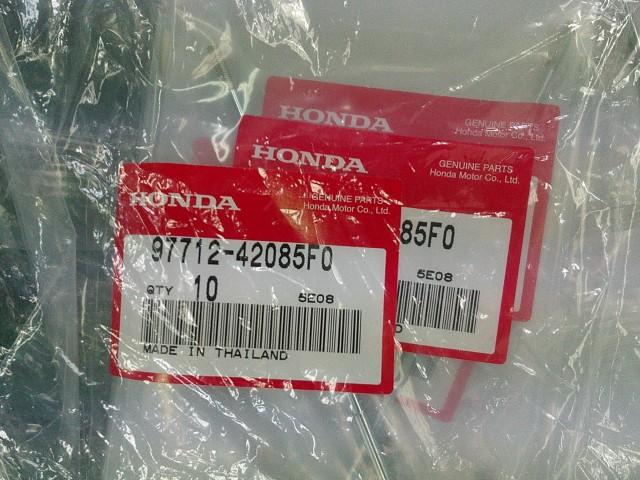 HONDA
GENUINE PARTS
Honda Motor Co., Ltd.
HONDA
GENUINE PARTS
Honda Motor Co., Ltd.
85F0
5E08
HONDA
GENUINE PARTS
Honda Motor Co., Ltd.
97712-42085F0
QTY 10
5E08
MADE IN THAILAND